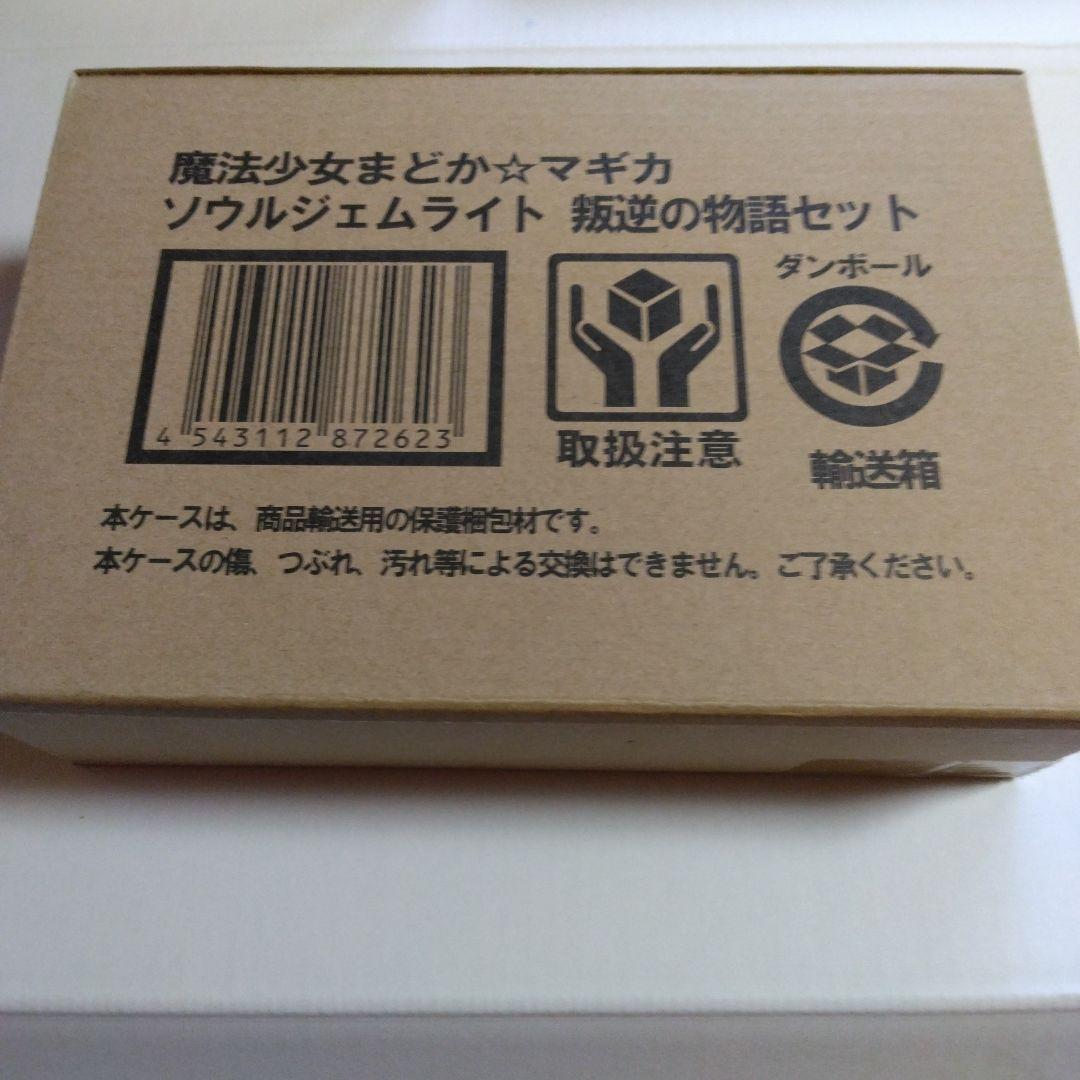 魔法少女まどか☆マギカ
ソウルジェムライト 叛逆の物語セット
4 543112 872623
取扱注意
ダンボール
輸送箱
本ケースは、商品輸送用の保護梱包材です。
本ケースの傷、つぶれ、汚れ等による交換はできません。ご了承ください。